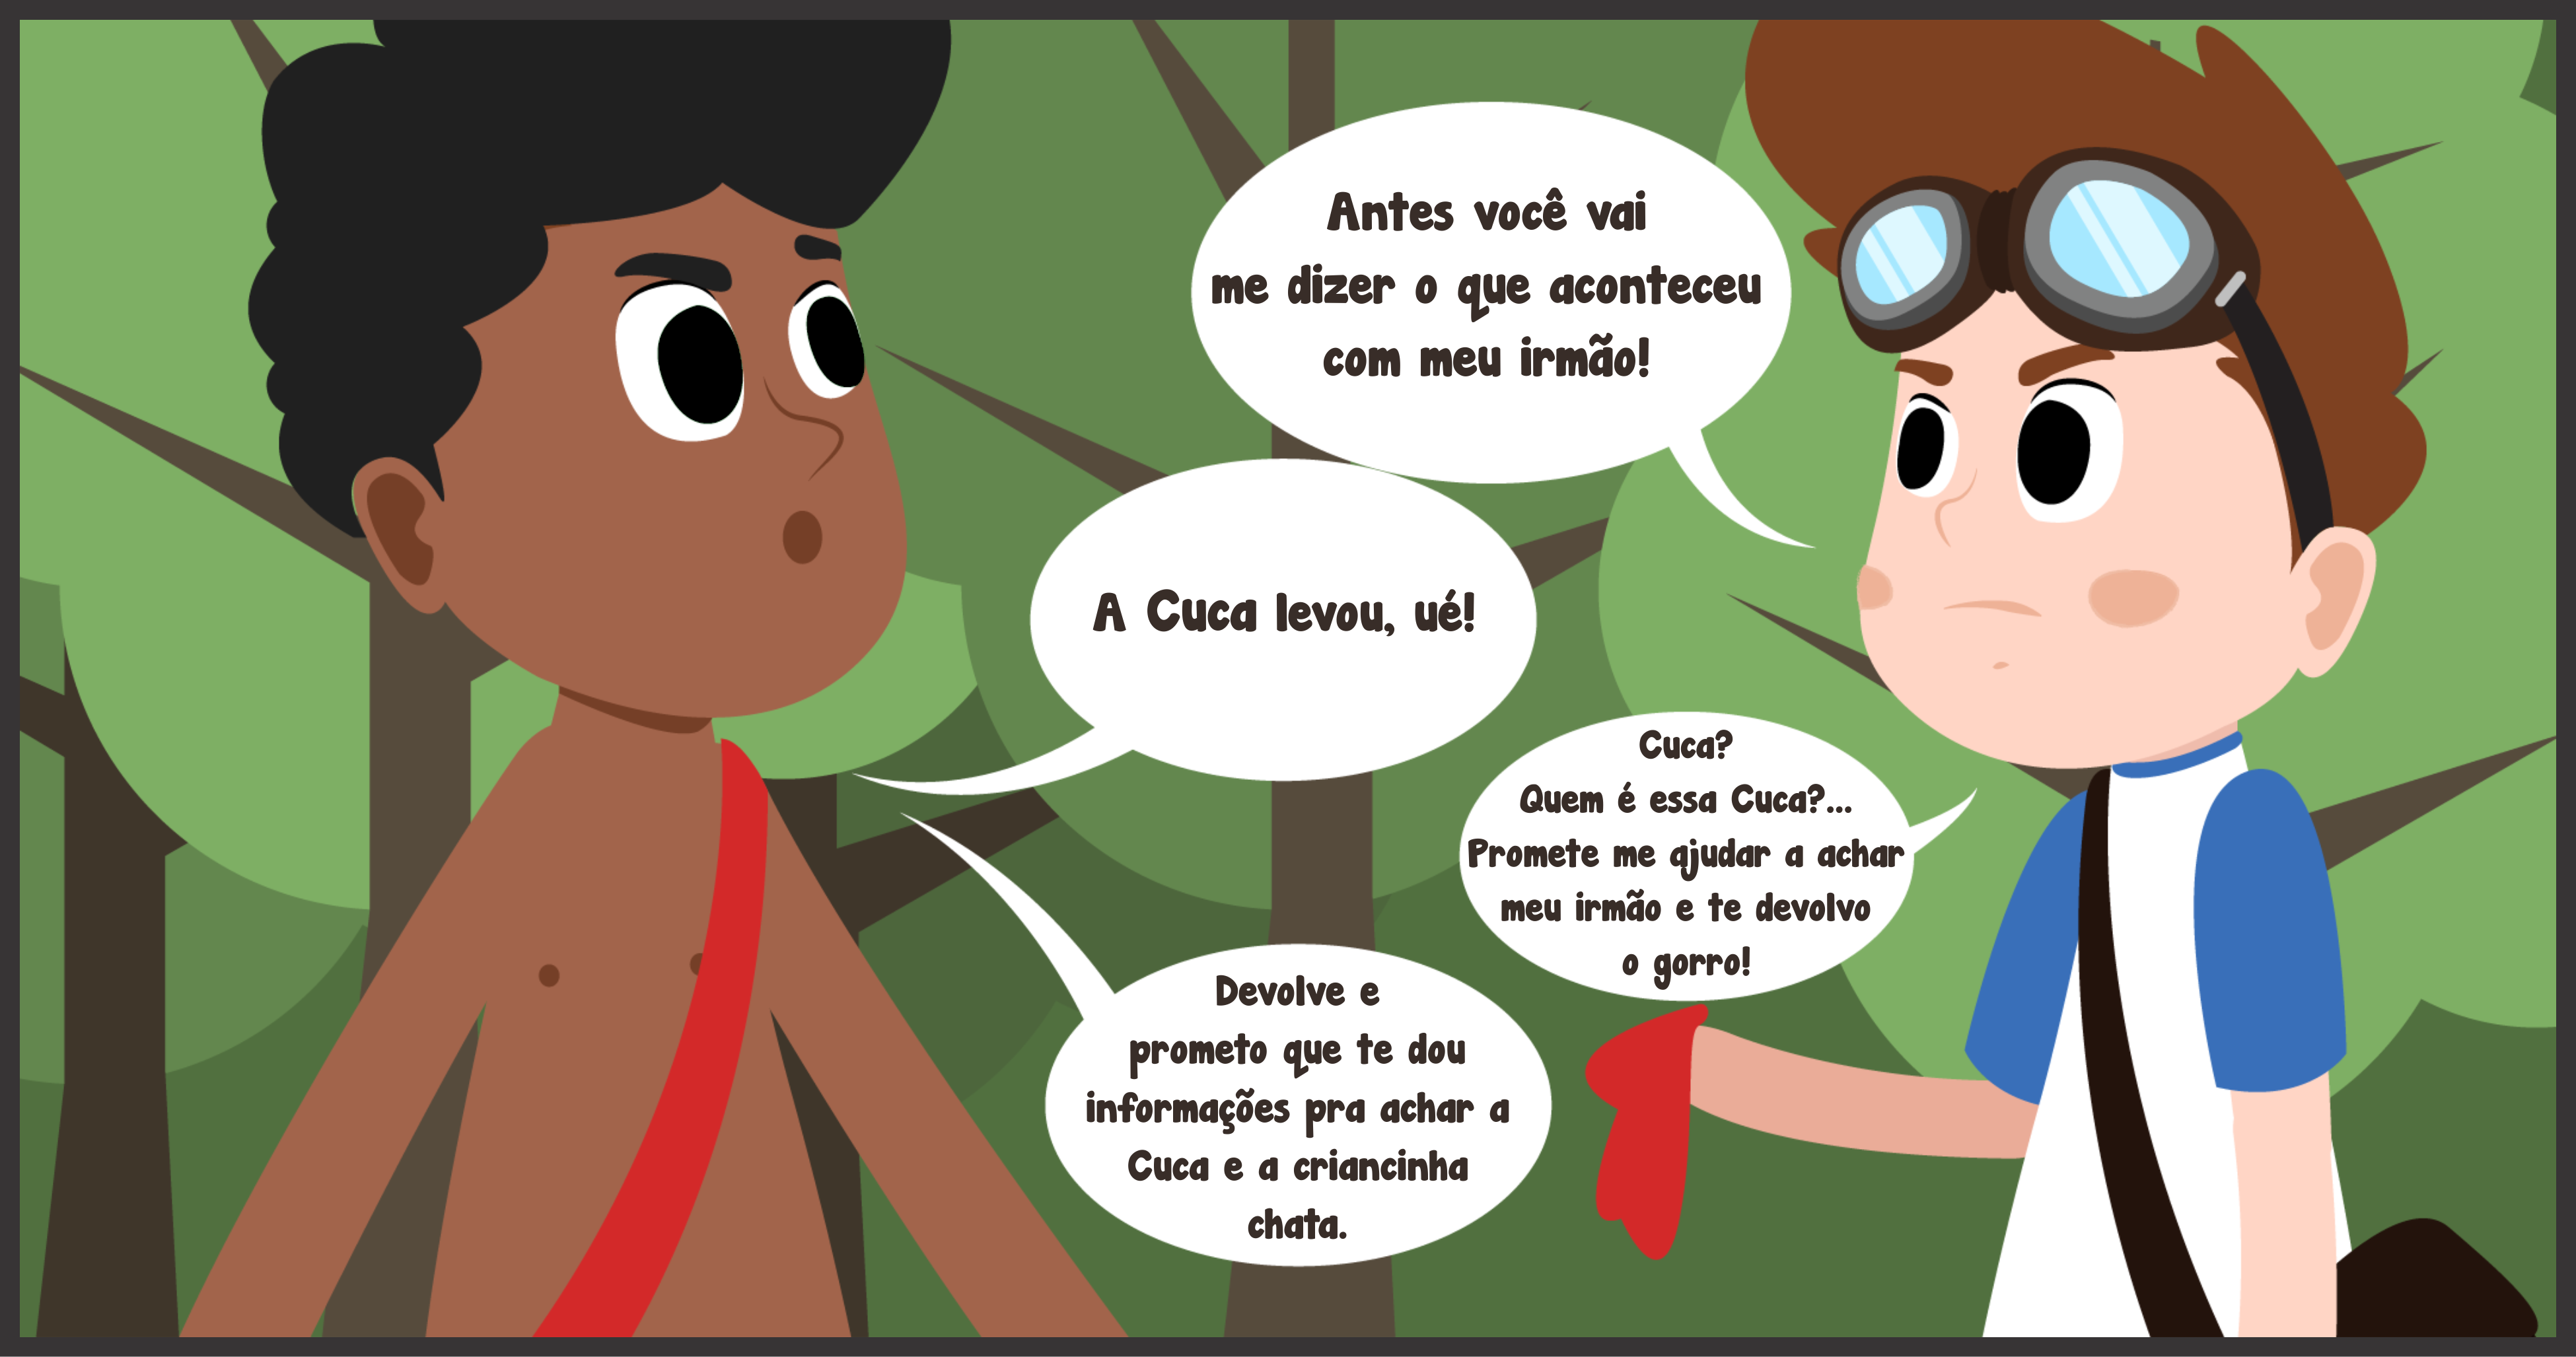 Antes você vai
me dizer o que aconteceu
com meu irmão!
A Cuca levou, ué!
Cuca?
Quem é essa Cuca?...
Promete me ajudar a achar
meu irmão e te devolvo
o gorro!
Devolve e
prometo que te dou
informações pra achar a
Cuca e a criancinha
chata.